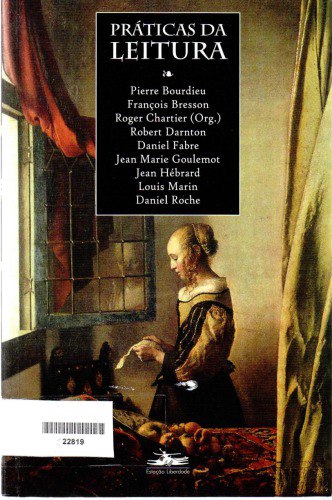 PRÁTICAS DA
LEITURA
Pierre Bourdieu
François Bresson
Roger Chartier (Org.)
Robert Darnton
Daniel Fabre
Jean Marie Goulemot
Jean Hébrard
Louis Marin
Daniel Roche
22819
Estação Liberdade